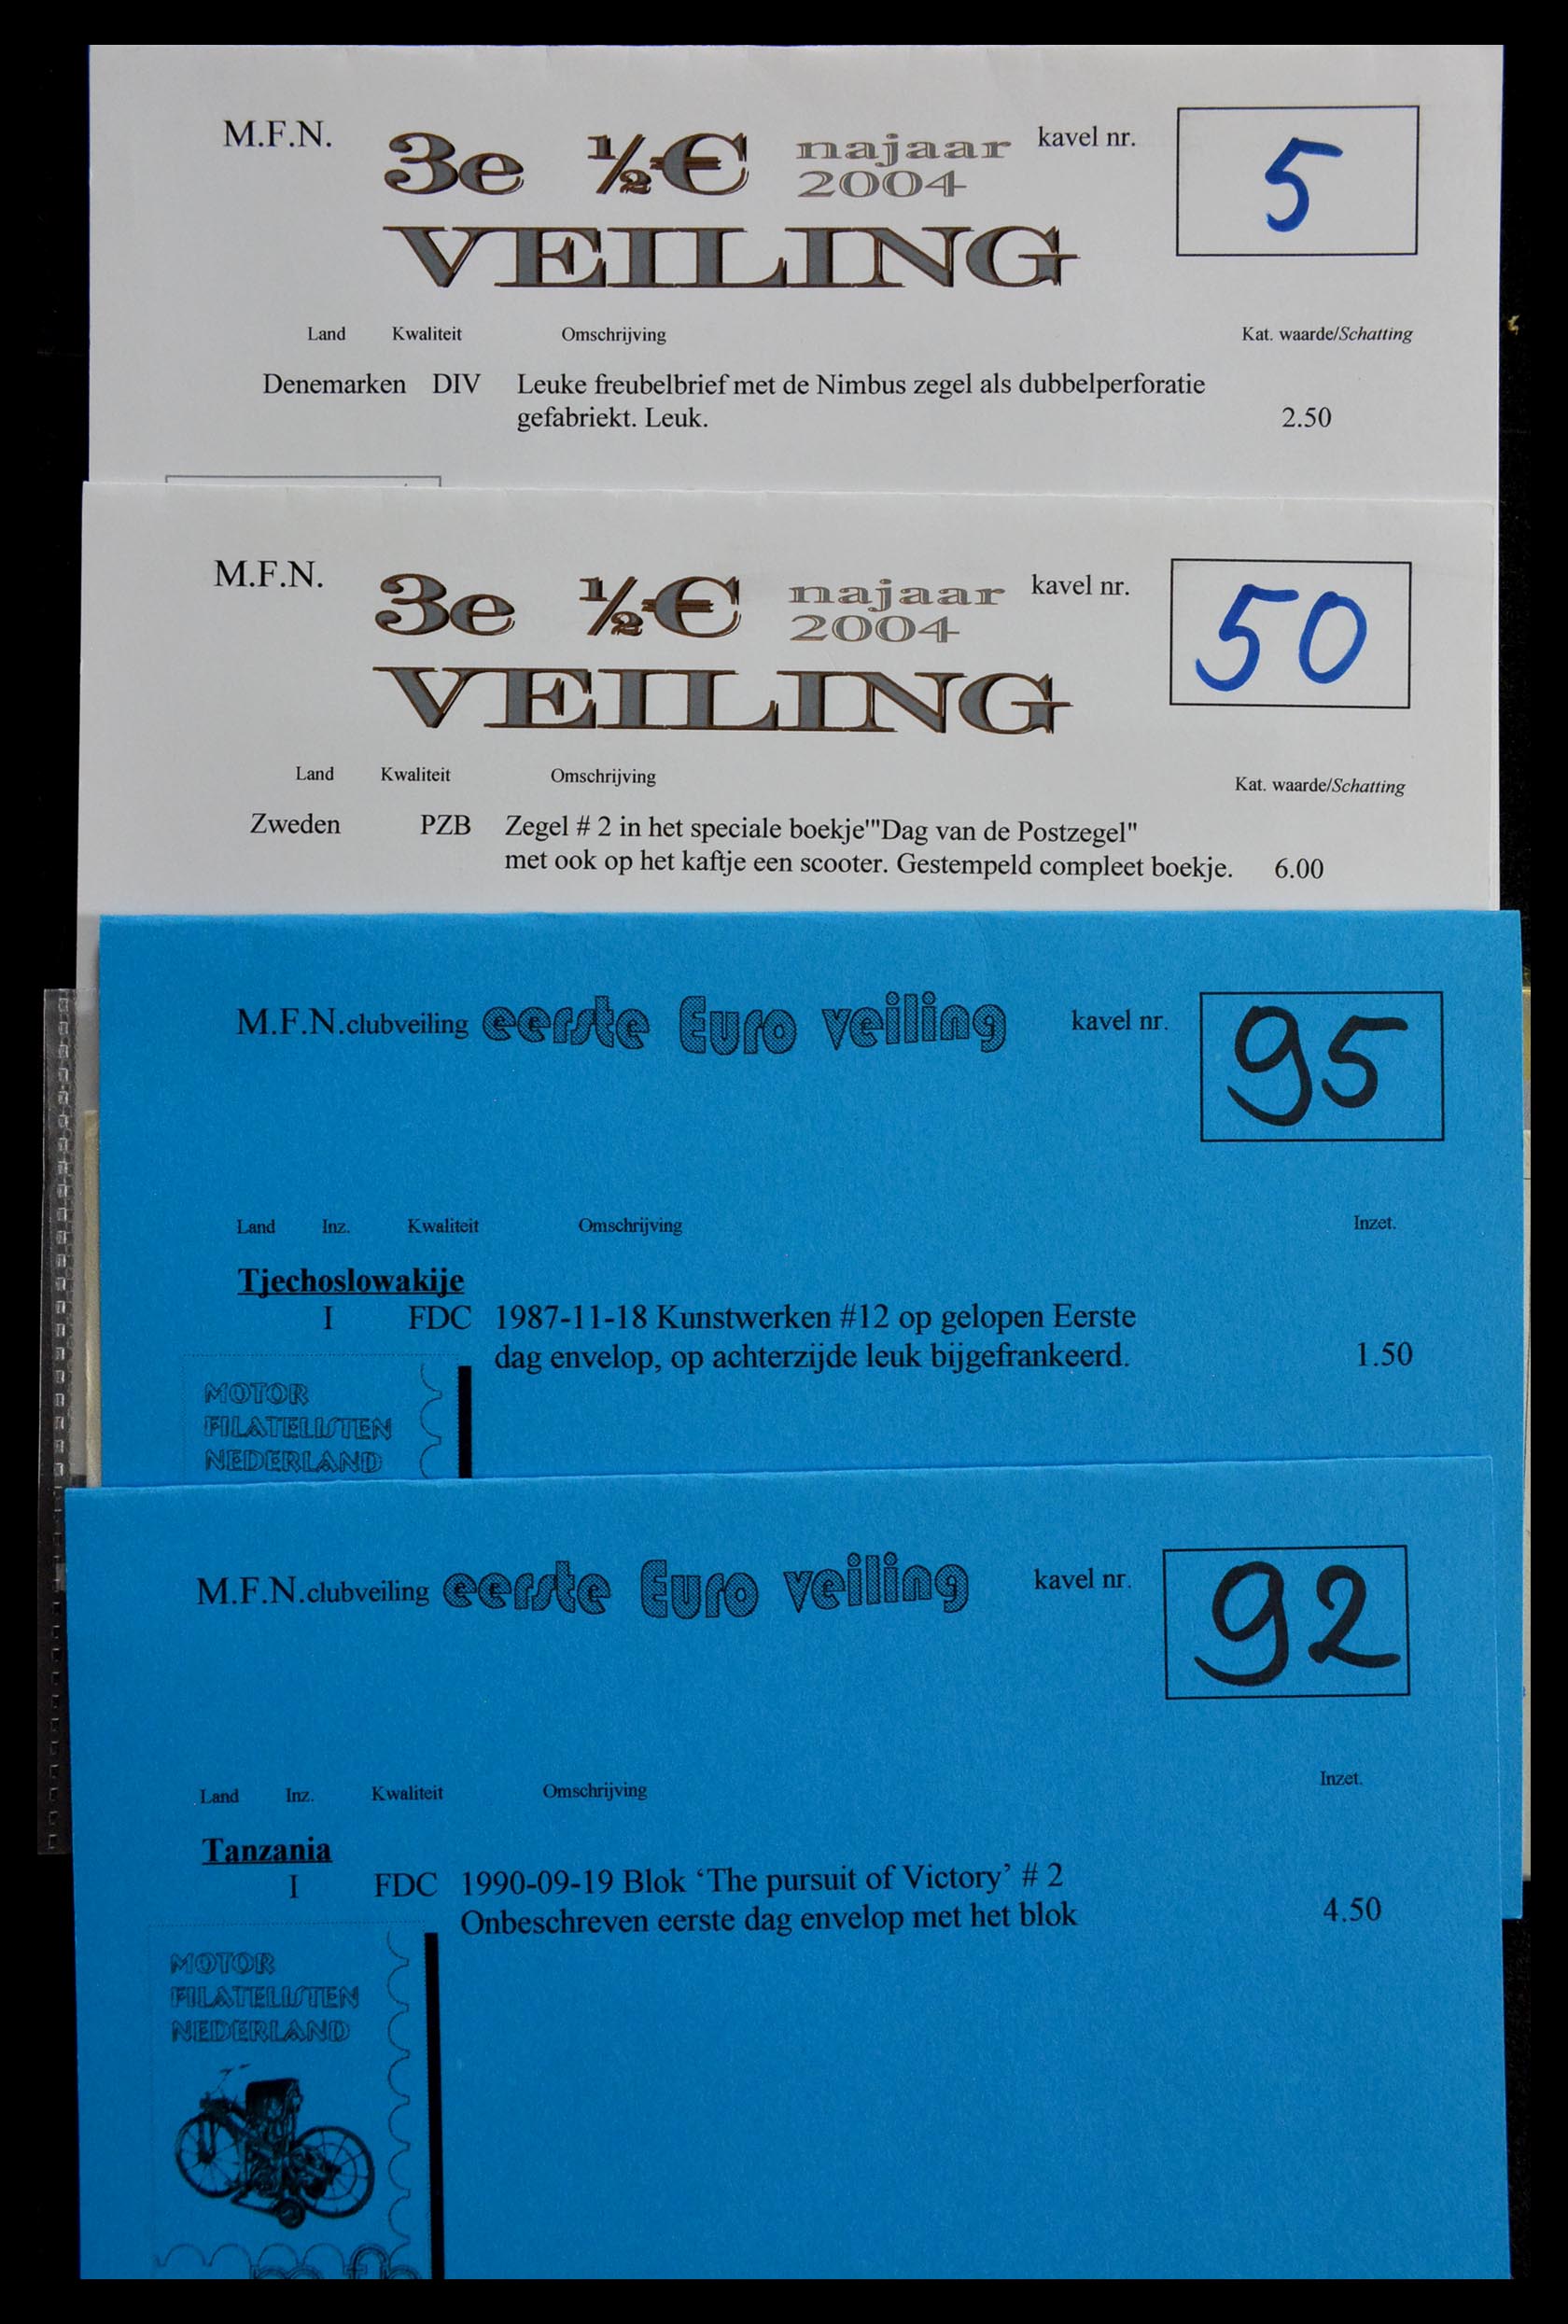 M.F.N. 3e ½€ najaar kavel nr. 5
2004
VEILING
Land Kwaliteit Omschrijving Kat. waarde/Schatting
Denemarken DIV Leuke freubelbrief met de Nimbus zegel als dubbelperforatie
gefabriekt. Leuk. 2.50
M.F.N. 3e ½€ najaar kavel nr. 50
2004
VEILING
Land Kwaliteit Omschrijving Kat. waarde/Schatting
Zweden PZB Zegel # 2 in het speciale boekje'"Dag van de Postzegel"
met ook op het kaftje een scooter. Gestempeld compleet boekje. 6.00
M.F.N.clubveiling eerste Euro veiling kavel nr. 95
Land Inz. Kwaliteit Omschrijving Inzet.
Tjechoslowakije
I FDC 1987-11-18 Kunstwerken #12 op gelopen Eerste
dag envelop, op achterzijde leuk bijgefrankeerd. 1.50
MOTOR
FILATELISTEN
NEDERLAND
M.F.N.clubveiling eerste Euro veiling kavel nr. 92
Land Inz. Kwaliteit Omschrijving Inzet.
Tanzania
I FDC 1990-09-19 Blok ‘The pursuit of Victory’ # 2
Onbeschreven eerste dag envelop met het blok 4.50
MOTOR
FILATELISTEN
NEDERLAND